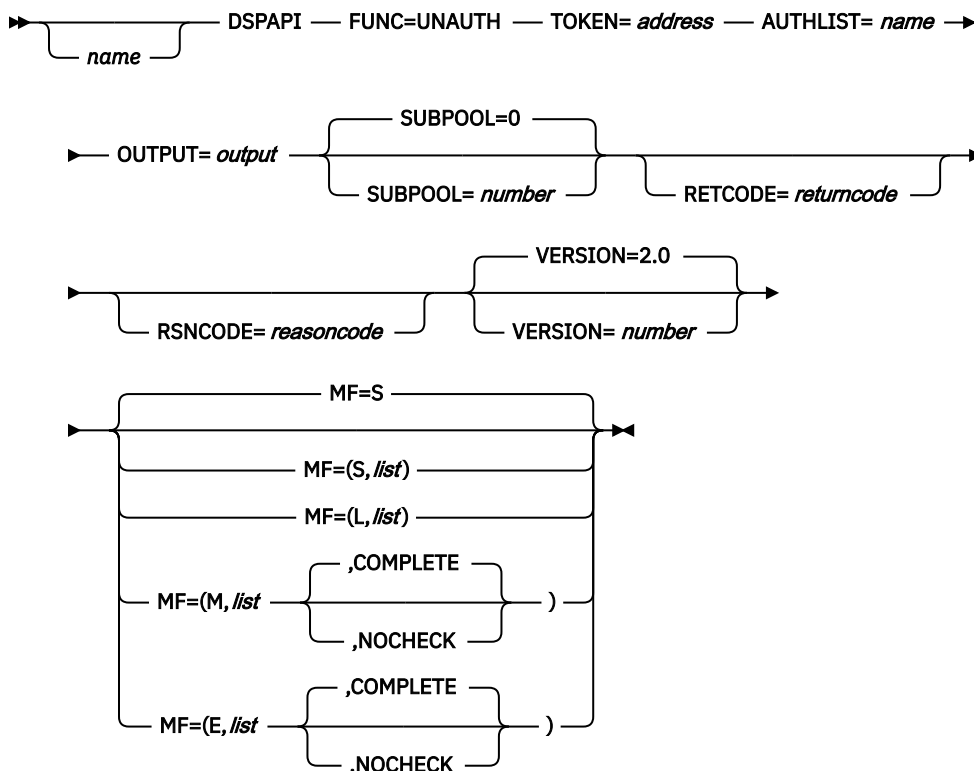 DSPAPI FUNC=UNAUTH TOKEN= address AUTHLIST= name
name
SUBPOOL=0
OUTPUT= output
SUBPOOL= number
RETCODE= returncode
VERSION=2.0
RSNCODE= reasoncode
VERSION= number
MF=S
MF=(S,list)
MF=(L,list)
,COMPLETE
MF=(M,list )
,NOCHECK
,COMPLETE
MF=(E,list )
,NOCHECK